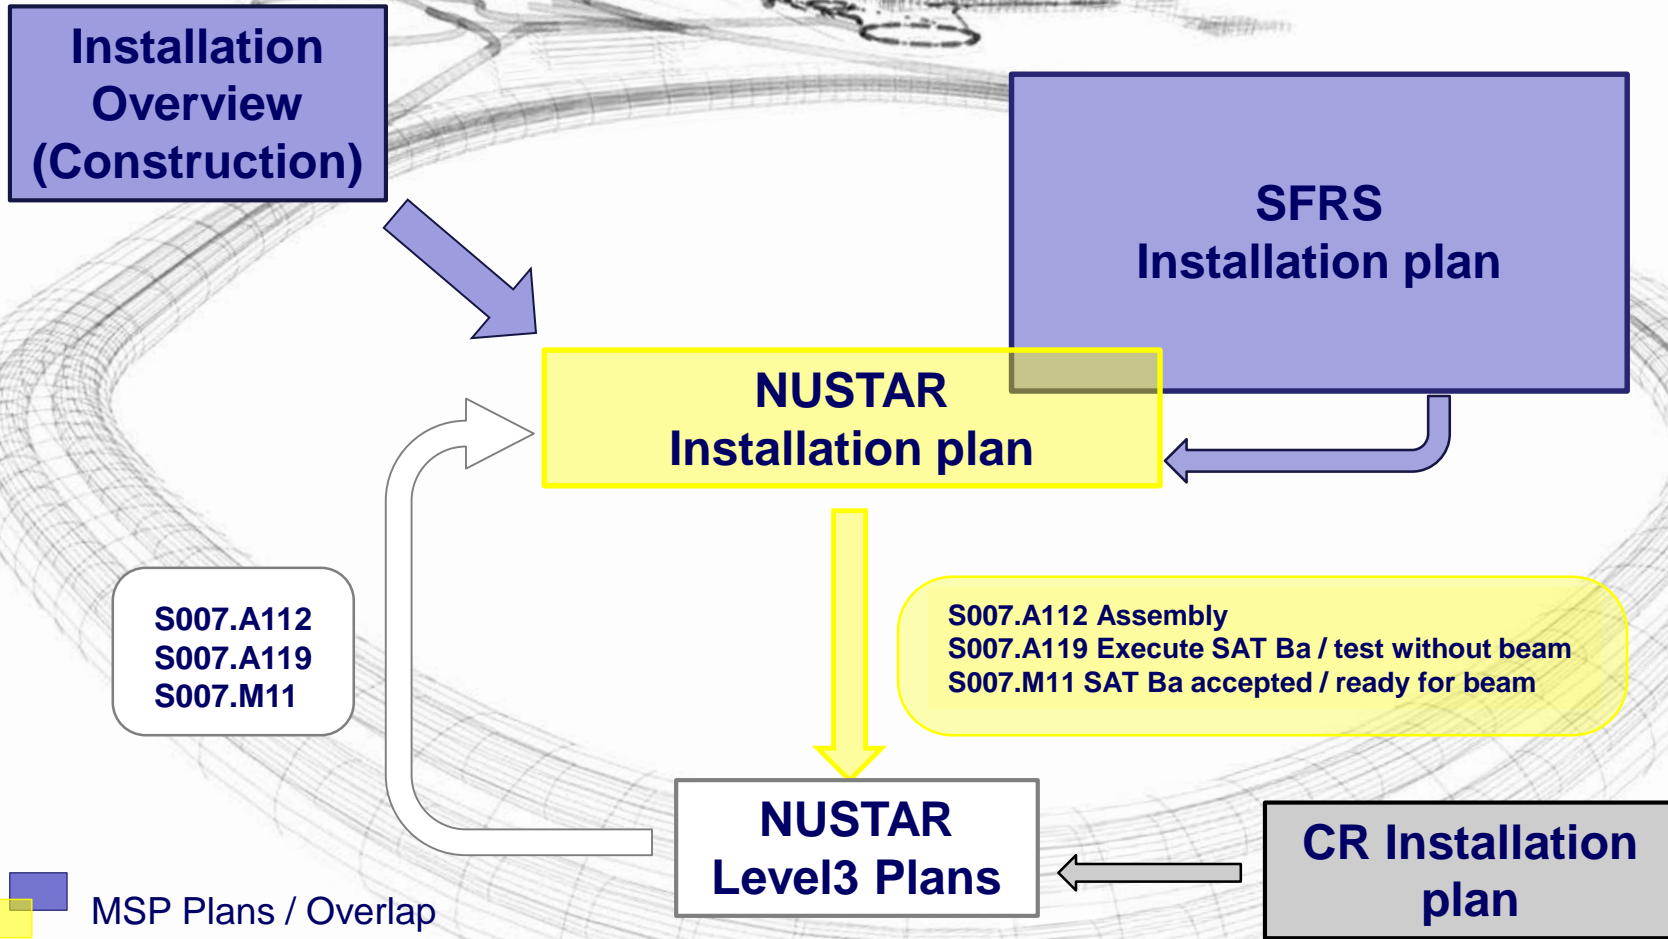 Installation
Overview
(Construction)
SFRS
Installation plan
NUSTAR
Installation plan
S007.A112
S007.A119
S007.M11
S007.A112 Assembly
S007.A119 Execute SAT Ba / test without beam
S007.M11 SAT Ba accepted / ready for beam
NUSTAR
Level3 Plans
CR Installation
plan
MSP Plans / Overlap